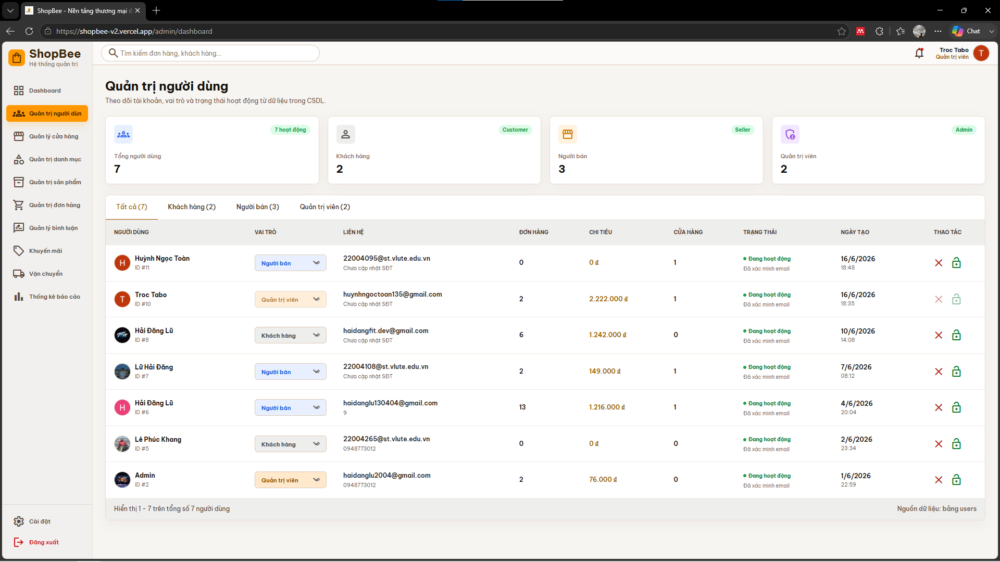 ShopBee - Nền tảng thương mại đ
https://shopbee-v2.vercel.app/admin/dashboard
Chat
ShopBee
Hệ thống quản trị
Tìm kiếm đơn hàng, khách hàng...
Troc Tabo
Quản trị viên
T
Dashboard
Quản trị người dùn
Quản lý cửa hàng
Quản trị danh mục
Quản trị sản phẩm
Quản trị đơn hàng
Quản lý bình luận
Khuyến mãi
Vận chuyển
Thống kê báo cáo
Cài đặt
Đăng xuất
Quản trị người dùng
Theo dõi tài khoản, vai trò và trạng thái hoạt động từ dữ liệu trong CSDL.
7 hoạt động
Tổng người dùng
7
Customer
Khách hàng
2
Seller
Người bán
3
Admin
Quản trị viên
2
Tất cả (7) Khách hàng (2) Người bán (3) Quản trị viên (2)
NGƯỜI DÙNG VAI TRÒ LIÊN HỆ ĐƠN HÀNG CHI TIÊU CỬA HÀNG TRẠNG THÁI NGÀY TẠO THAO TÁC
H Huỳnh Ngọc Toàn Người bán 22004095@st.vlute.edu.vn 0 0 đ 1 Đang hoạt động 16/6/2026
ID #11 Chưa cập nhật SĐT Đã xác minh email 18:48
T Troc Tabo Quản trị viên huynhngoctoan135@gmail.com 2 2.222.000 đ 1 Đang hoạt động 16/6/2026
ID #10 Chưa cập nhật SĐT Đã xác minh email 18:35
Hải Đăng Lữ Khách hàng haidangfit.dev@gmail.com 6 1.242.000 đ 0 Đang hoạt động 10/6/2026
ID #8 Chưa cập nhật SĐT Đã xác minh email 14:08
Lữ Hải Đăng Người bán 22004108@st.vlute.edu.vn 2 149.000 đ 1 Đang hoạt động 7/6/2026
ID #7 Chưa cập nhật SĐT Đã xác minh email 08:12
H Hải Đăng Lữ Người bán haidanglu130404@gmail.com 13 1.216.000 đ 1 Đang hoạt động 4/6/2026
ID #6 9 Đã xác minh email 20:04
Lê Phúc Khang Khách hàng 22004265@st.vlute.edu.vn 0 0 đ 0 Đang hoạt động 2/6/2026
ID #5 0948773012 Đã xác minh email 23:34
Admin Quản trị viên haidanglu2004@gmail.com 2 76.000 đ 0 Đang hoạt động 1/6/2026
ID #2 0948773012 Đã xác minh email 22:59
Hiển thị 1 - 7 trên tổng số 7 người dùng Nguồn dữ liệu: bảng users